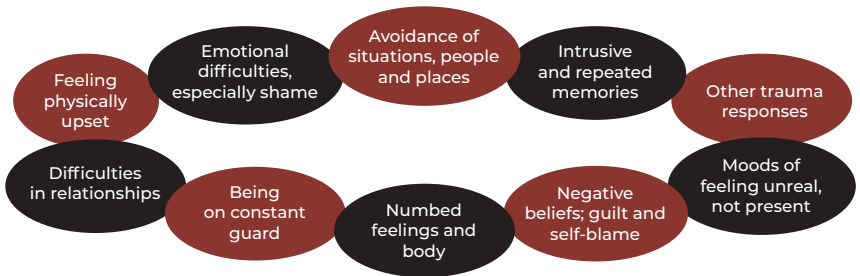 Feeling
physically
upset
Emotional
difficulties,
especially shame
Avoidance of
situations, people
and places
Intrusive
and repeated
memories
Other trauma
responses
Difficulties
in relationships
Being
on constant
guard
Numbed
feelings and
body
Negative
beliefs; guilt and
self-blame
Moods of
feeling unreal,
not present